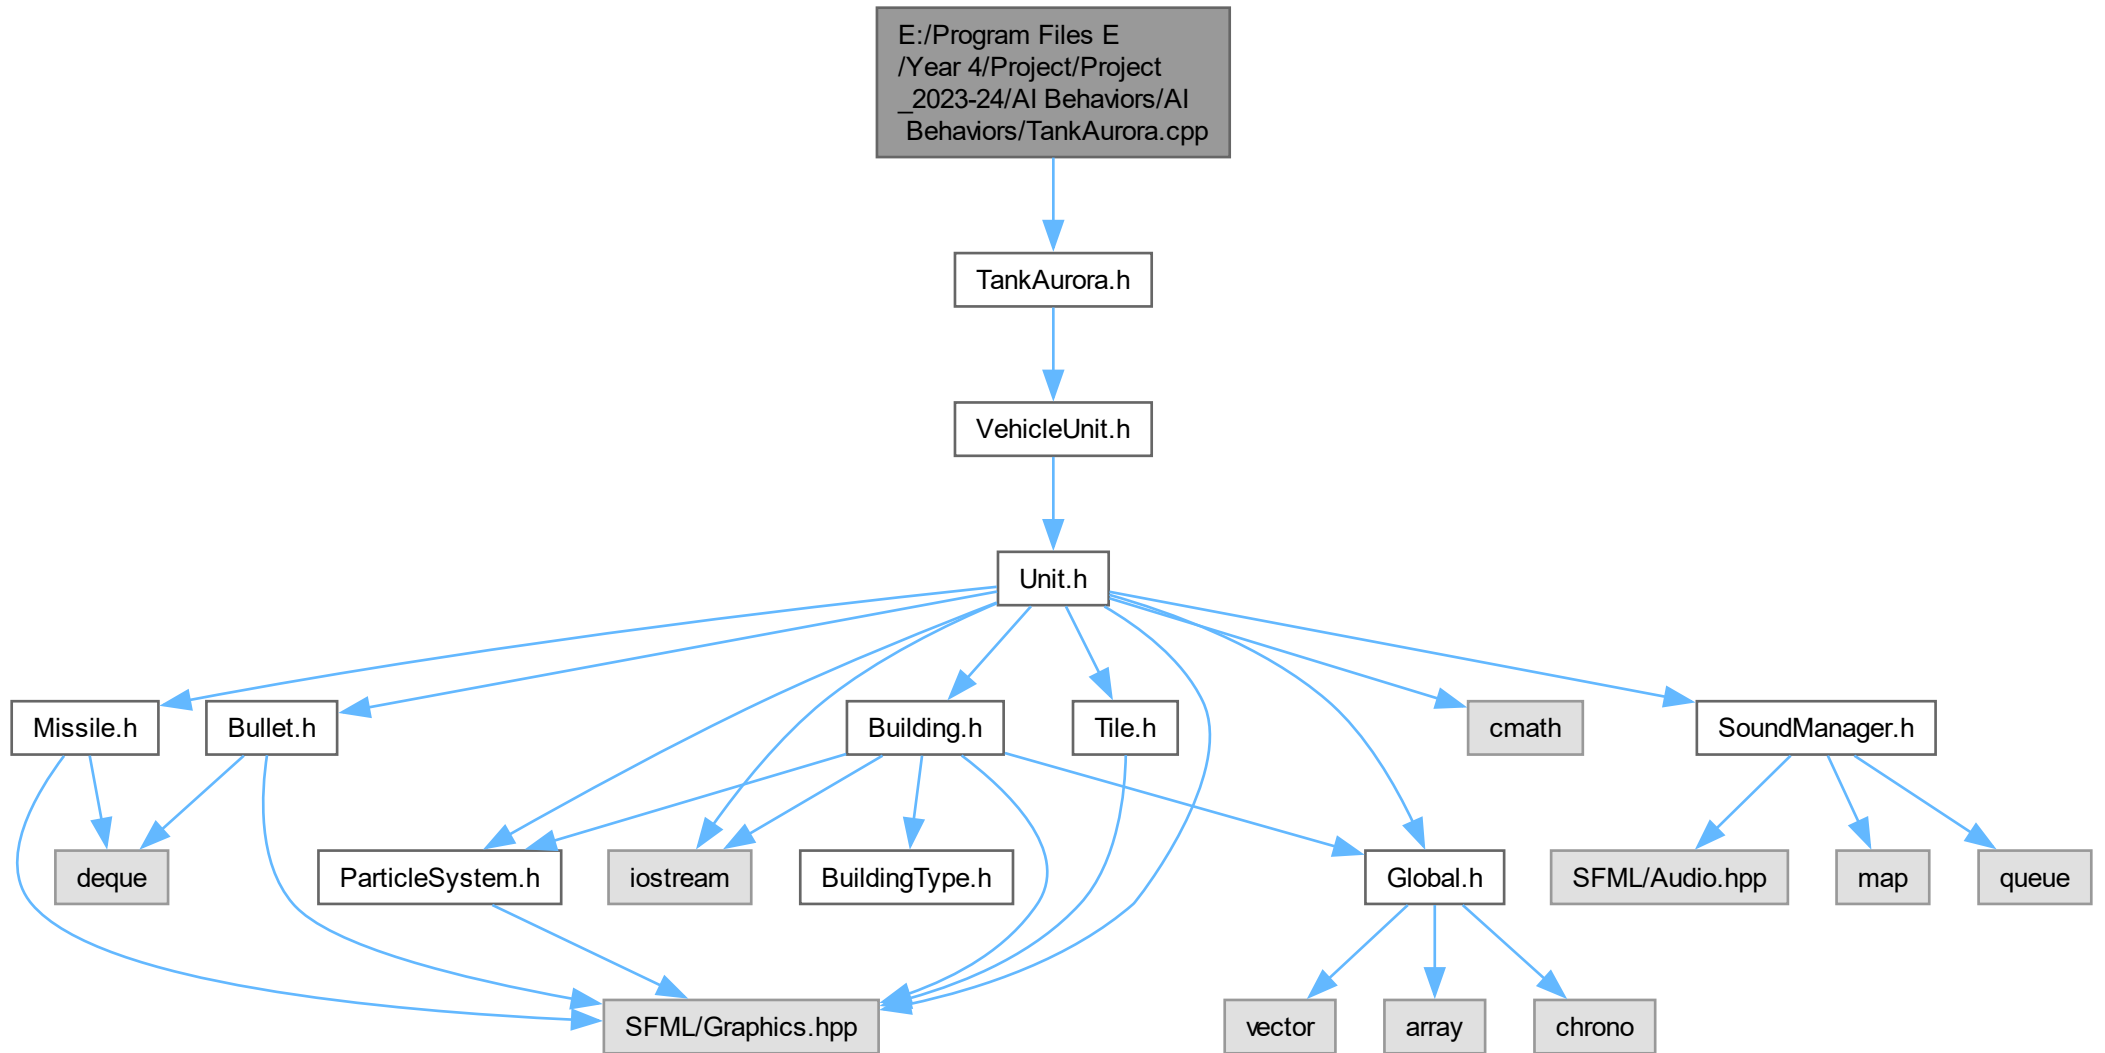 E:/Program Files E
/Year 4/Project/Project
_2023-24/AI Behaviors/AI
Behaviors/TankAurora.cpp
TankAurora.h
VehicleUnit.h
Unit.h
Missile.h
Bullet.h
Building.h
Tile.h
cmath
SoundManager.h
deque
ParticleSystem.h
iostream
BuildingType.h
Global.h
SFML/Audio.hpp
map
queue
SFML/Graphics.hpp
vector
array
chrono